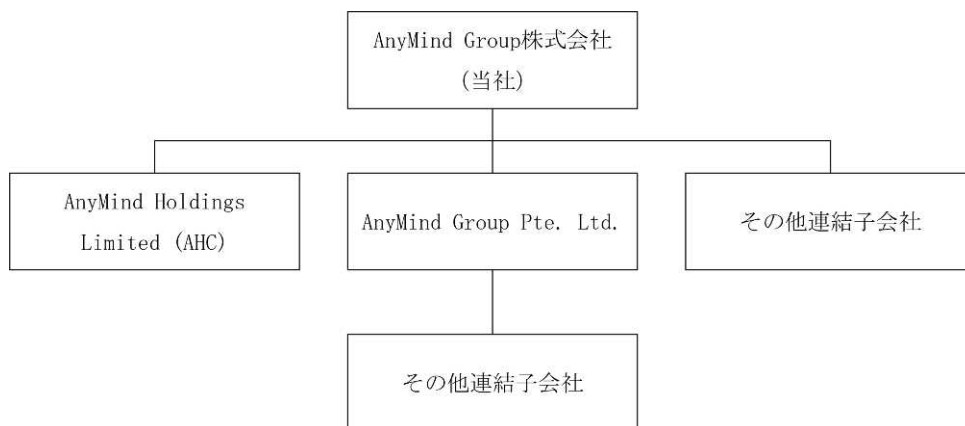 AnyMind Group株式会社
(当社)
AnyMind Holdings
Limited (AHC)
AnyMind Group Pte. Ltd.
その他連結子会社
その他連結子会社